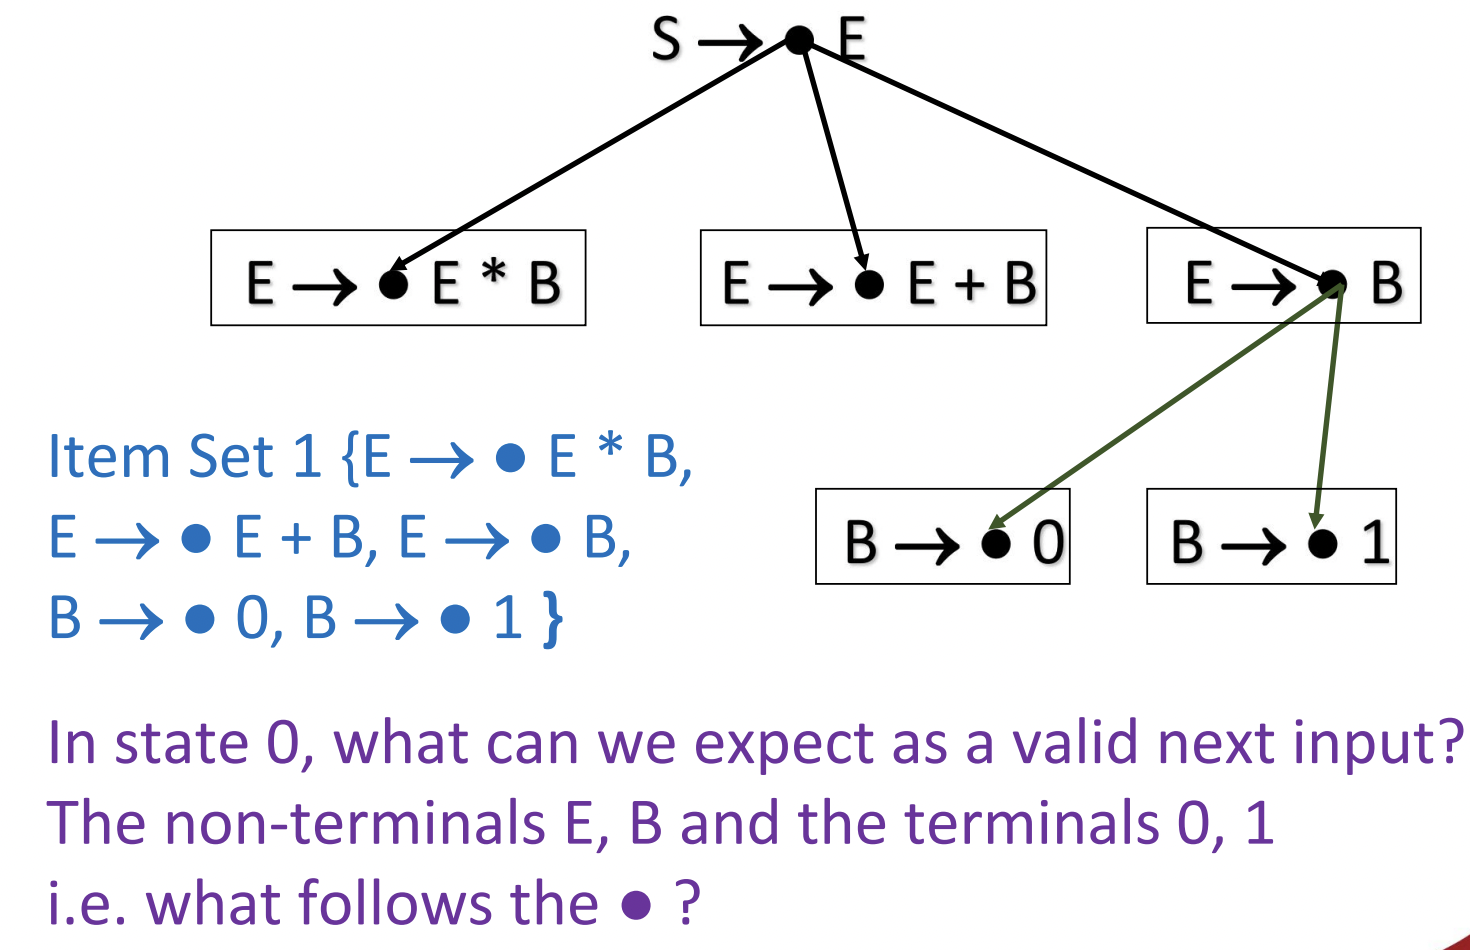 S → ● E
E → ● E * B
E → ● E + B
E → ● B
Item Set 1 {E → ● E * B,
E → ● E + B, E → ● B,
B → ● 0, B → ● 1 }
B → ● 0
B → ● 1
In state 0, what can we expect as a valid next input?
The non-terminals E, B and the terminals 0, 1
i.e. what follows the ● ?